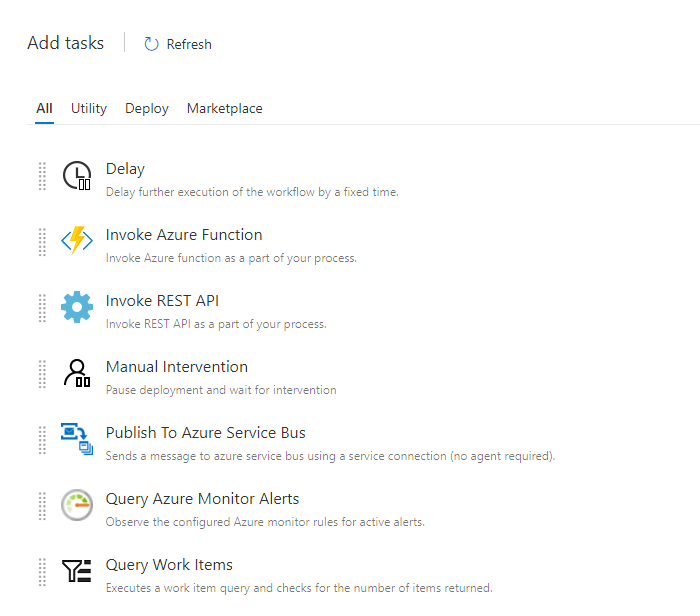 Add tasks
Refresh
All Utility Deploy Marketplace
Delay
Delay further execution of the workflow by a fixed time.
Invoke Azure Function
Invoke Azure function as a part of your process.
Invoke REST API
Invoke REST API as a part of your process.
Manual Intervention
Pause deployment and wait for intervention
Publish To Azure Service Bus
Sends a message to azure service bus using a service connection (no agent required).
Query Azure Monitor Alerts
Observe the configured Azure monitor rules for active alerts.
Query Work Items
Executes a work item query and checks for the number of items returned.